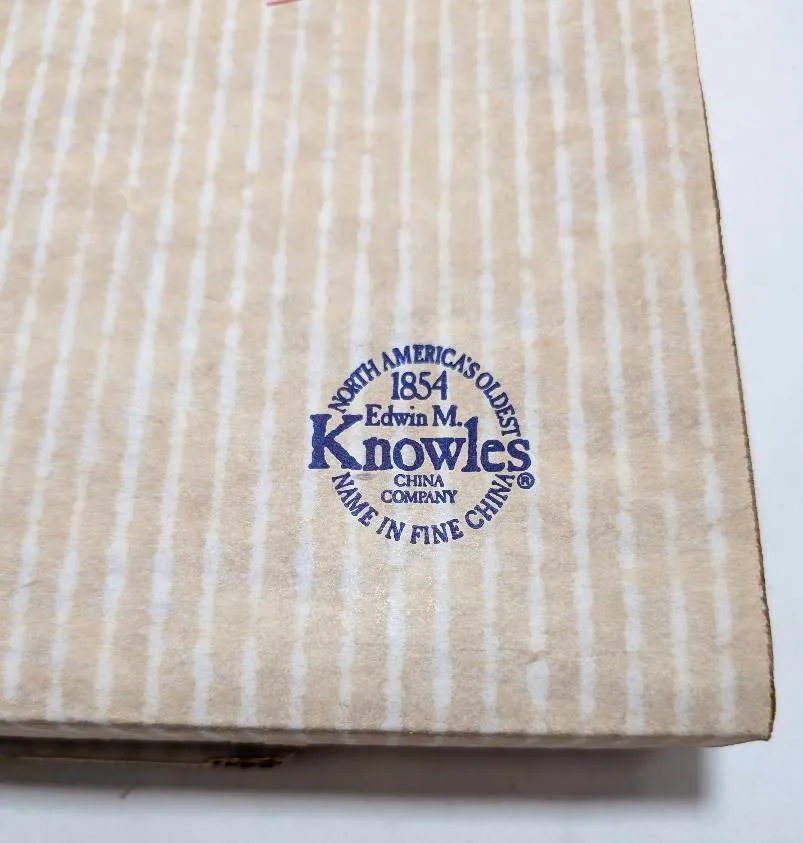 NORTH AMERICA'S OLDEST
1854
Edwin M.
Knowles®
CHINA
COMPANY
NAME IN FINE CHINA